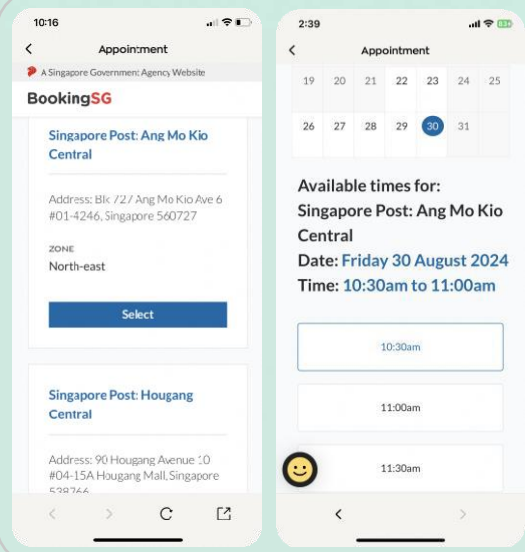 10:16
Appointment
A Singapore Government Agency Website
BookingSG
Singapore Post: Ang Mo Kio
Central
Address: Blk 727 Ang Mo Kio Ave 6
#01-4246, Singapore 560727
ZONE
North-east
Select
Singapore Post: Hougang
Central
Address: 90 Hougang Avenue 10
#04-15A Hougang Mall, Singapore
538766
2:39
Appointment
19 20 21 22 23 24 25
26 27 28 29 30 31
Available times for:
Singapore Post: Ang Mo Kio
Central
Date: Friday 30 August 2024
Time: 10:30am to 11:00am
10:30am
11:00am
11:30am